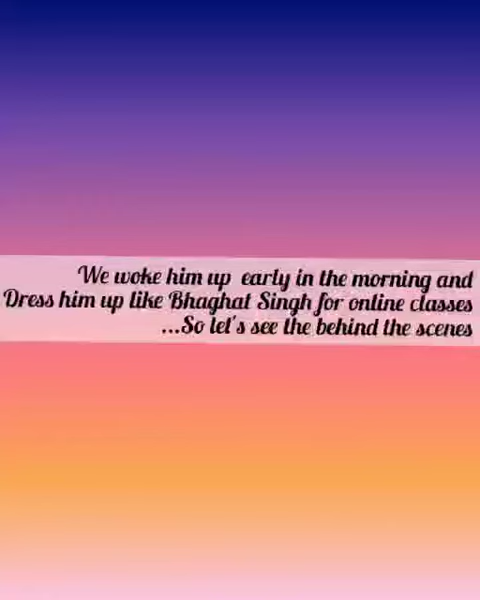 We woke him up early in the morning and
Dress him up like Bhaghat Singh for online classes
...So let's see the behind the scenes